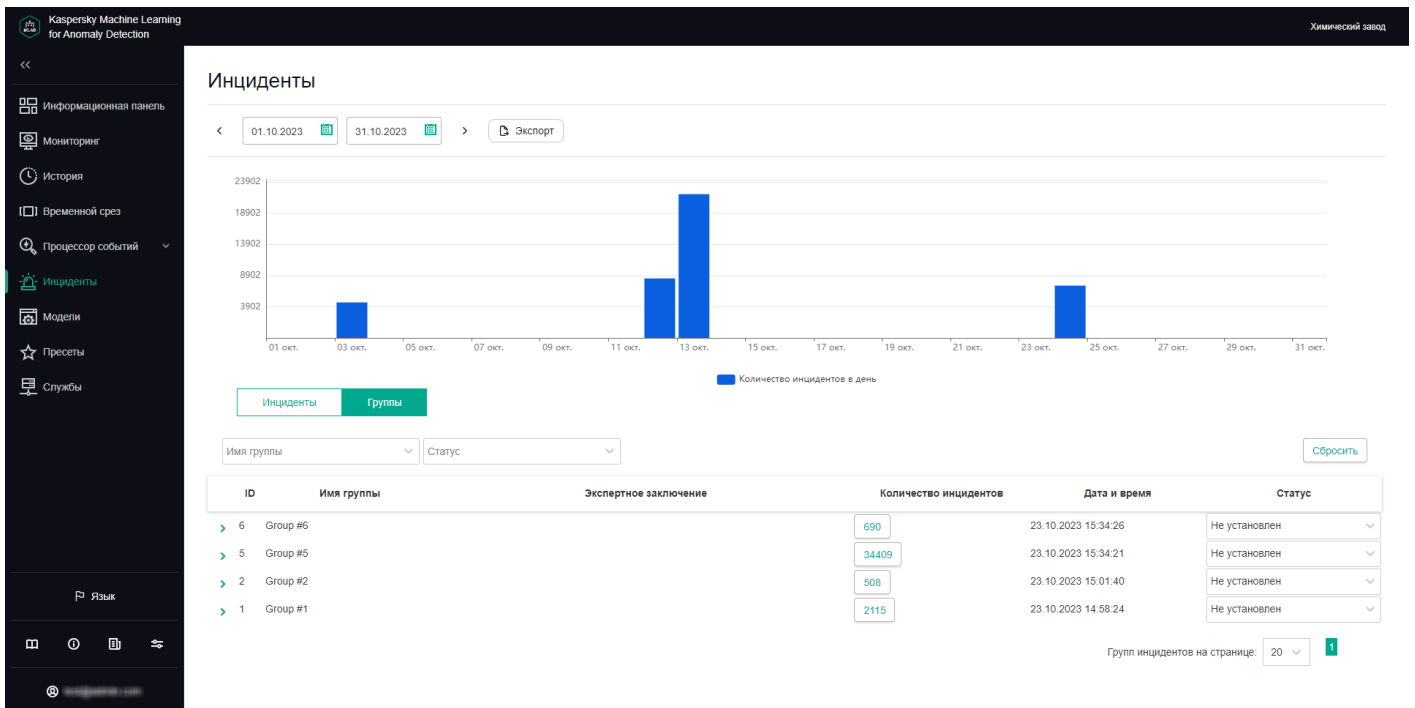 Kaspersky Machine Learning
for Anomaly Detection
Химический завод
MLAD
Информационная панель
Мониторинг
История
Временной срез
Процессор событий
Инциденты
Модели
Пресеты
Службы
Язык
Инциденты
01.10.2023 31.10.2023 Экспорт
23902
18902
13902
8902
3902
01 окт. 03 окт. 05 окт. 07 окт. 09 окт. 11 окт. 13 окт. 15 окт. 17 окт. 19 окт. 21 окт. 23 окт. 25 окт. 27 окт. 29 окт. 31 окт.
Количество инцидентов в день
Инциденты Группы
Имя группы Статус Сбросить
ID Имя группы Экспертное заключение Количество инцидентов Дата и время Статус
6 Group #6 690 23.10.2023 15:34:26 Не установлен
5 Group #5 34409 23.10.2023 15:34:21 Не установлен
2 Group #2 508 23.10.2023 15:01:40 Не установлен
1 Group #1 2115 23.10.2023 14:58:24 Не установлен
Групп инцидентов на странице: 20 1